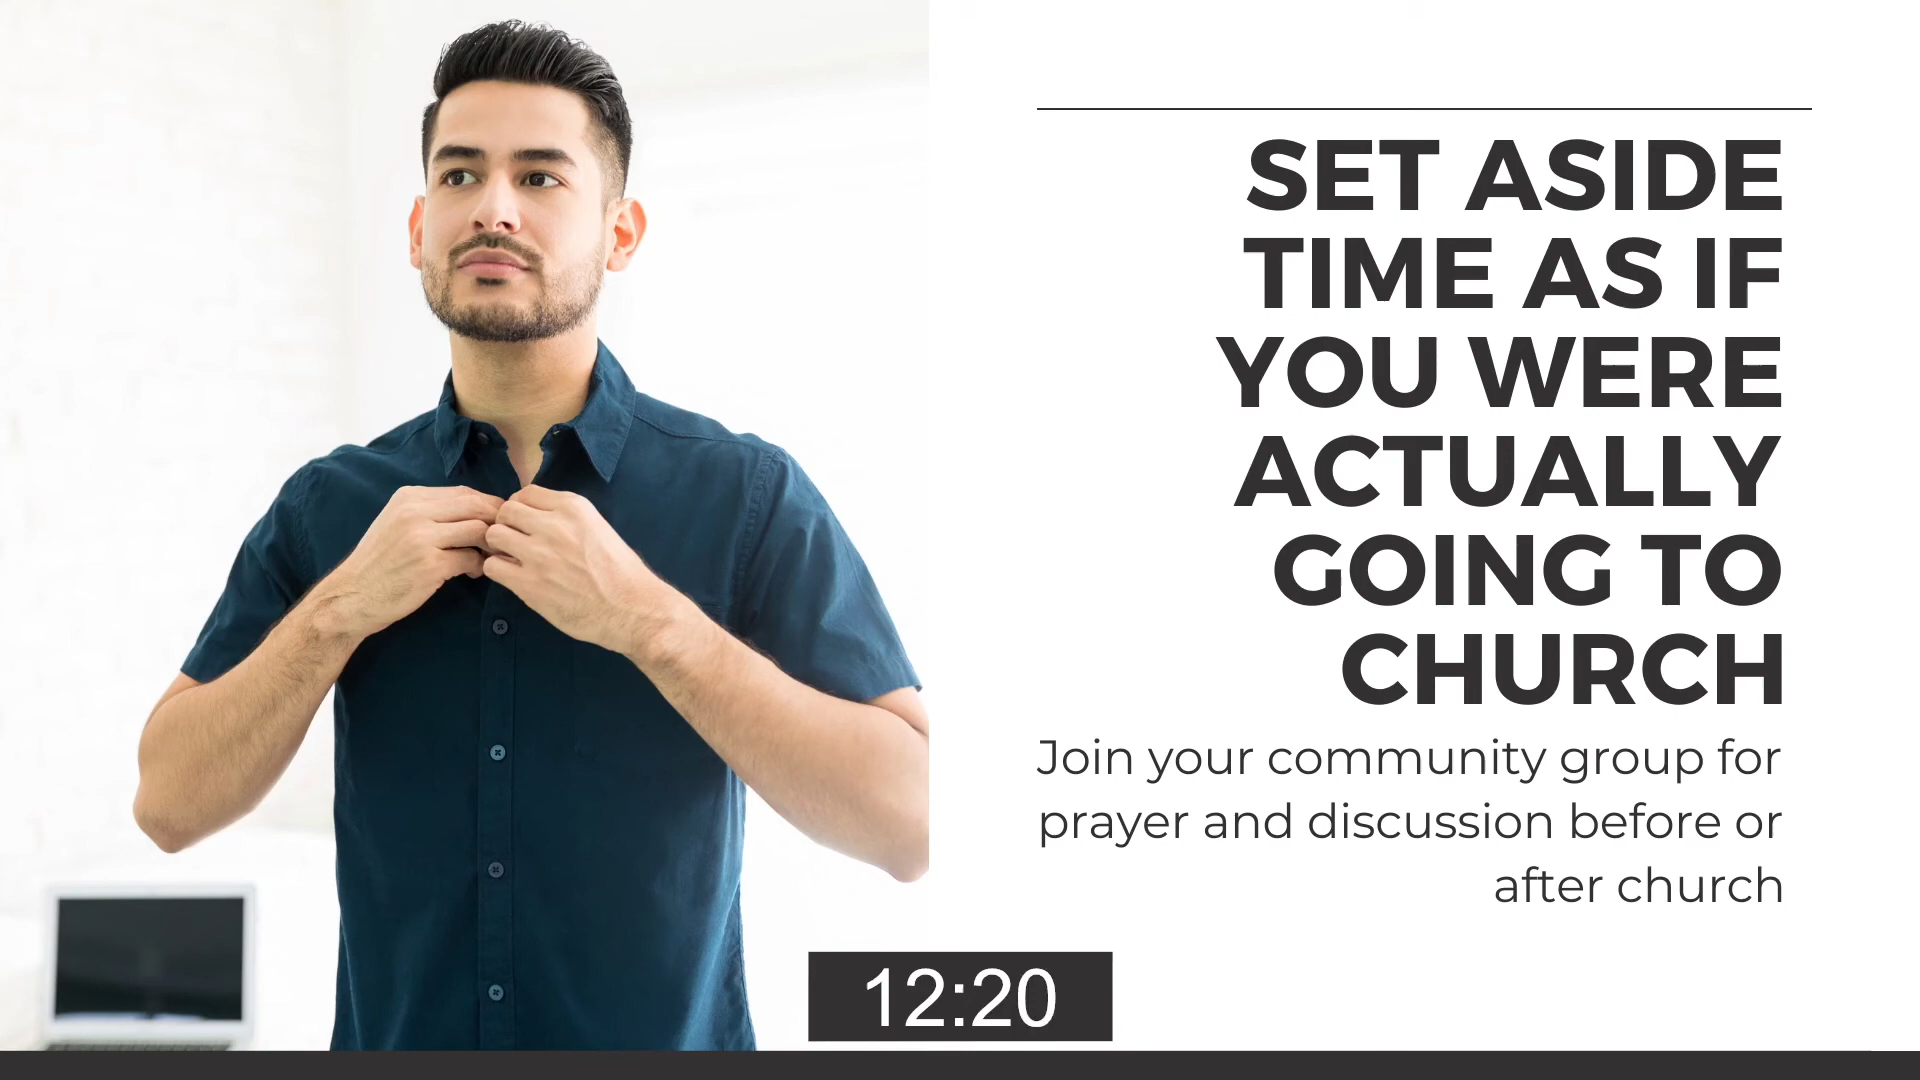 SET ASIDE
TIME AS IF
YOU WERE
ACTUALLY
GOING TO
CHURCH
Join your community group for
prayer and discussion before or
after church
12:20